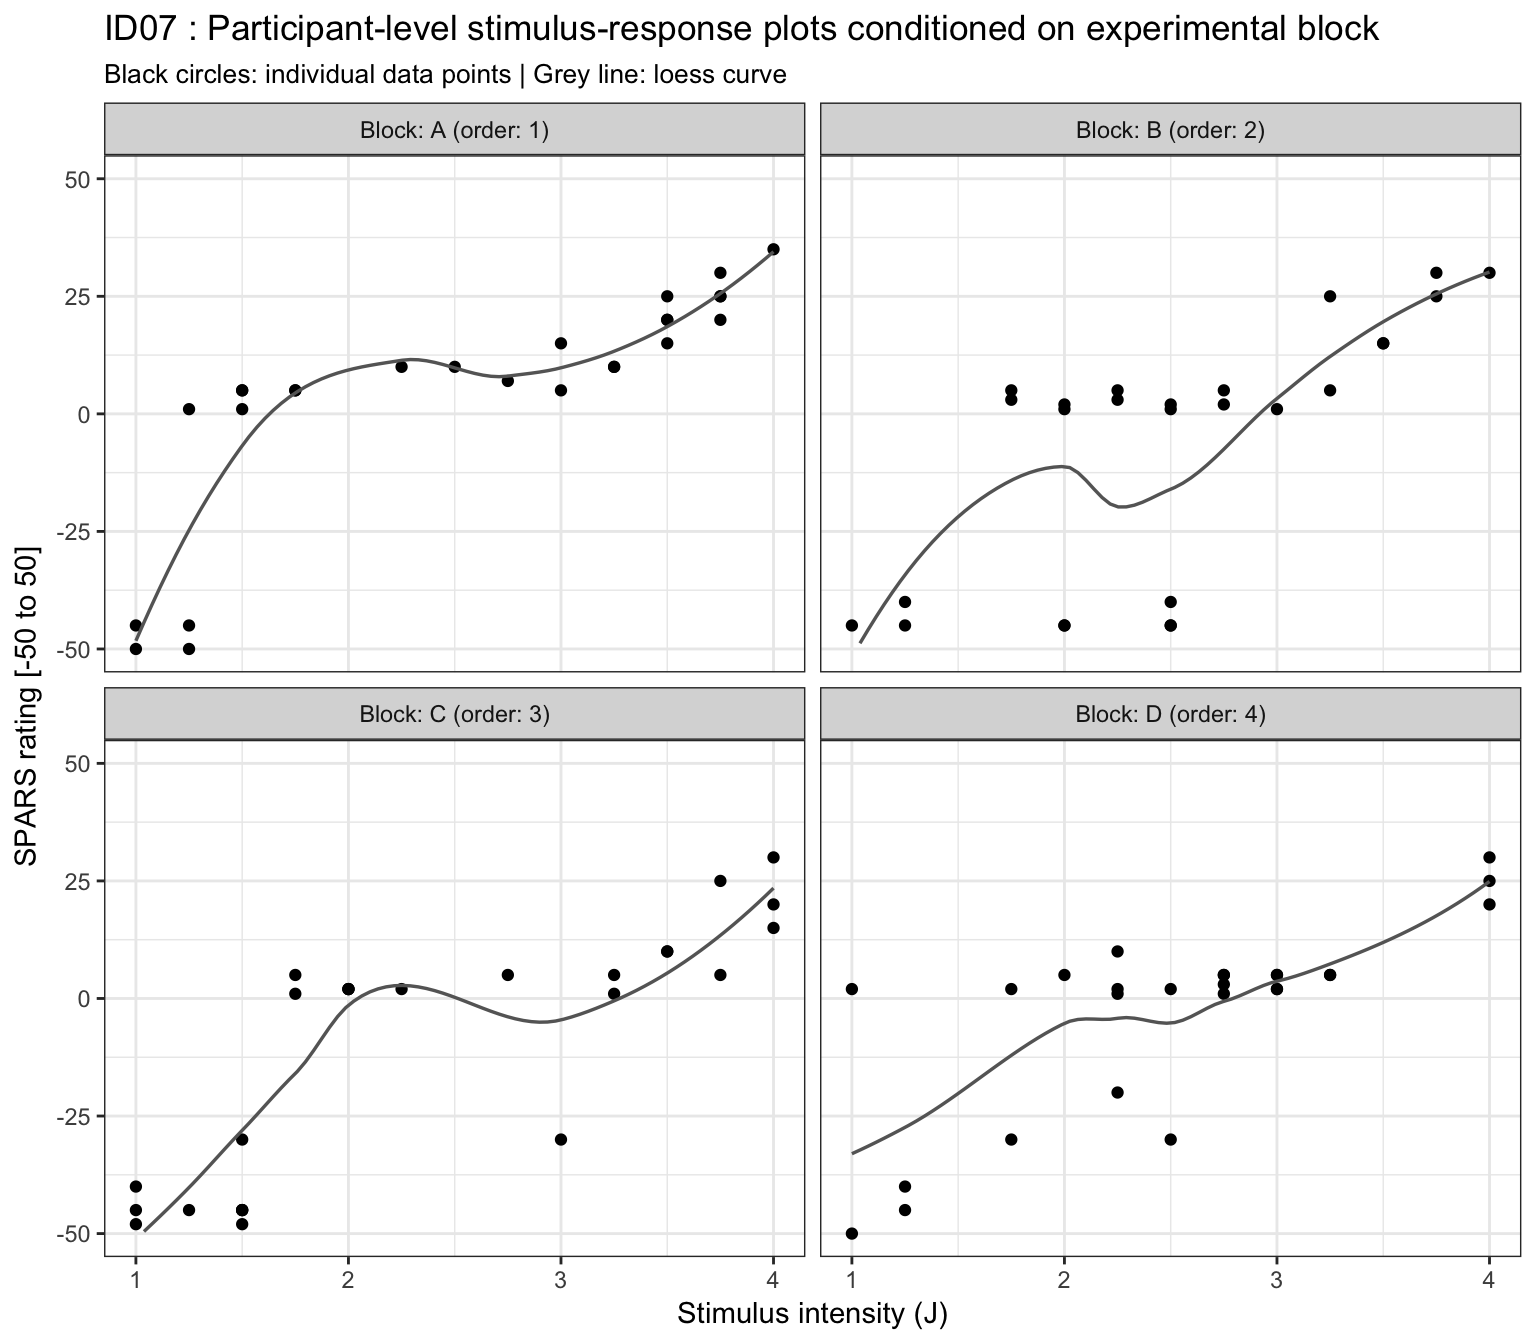 ID07 : Participant-level stimulus-response plots conditioned on experimental block
Black circles: individual data points | Grey line: loess curve
Block: A (order: 1)
Block: B (order: 2)
50
25
0
-25
-50
Block: C (order: 3)
Block: D (order: 4)
50
25
0
-25
-50
SPARS rating [-50 to 50]
1 2 3 4
1 2 3 4
Stimulus intensity (J)